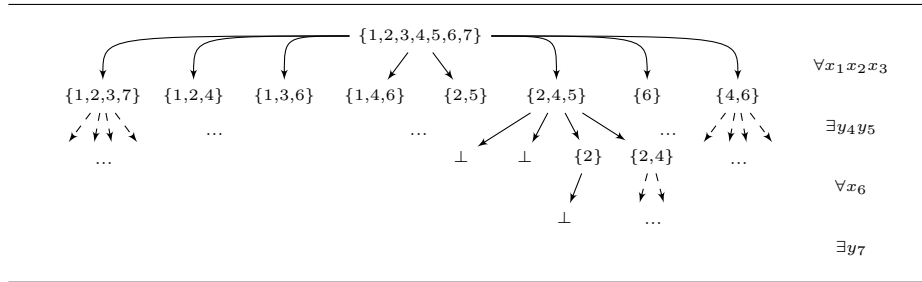 {1,2,3,4,5,6,7}
∀x₁x₂x₃
{1,2,3,7} {1,2,4} {1,3,6} {1,4,6} {2,5} {2,4,5} {6} {4,6}
... ... ... ∃y₄y₅
... ⊥ ⊥ {2} {2,4} ...
∀x₆
⊥ ...
∃y₇